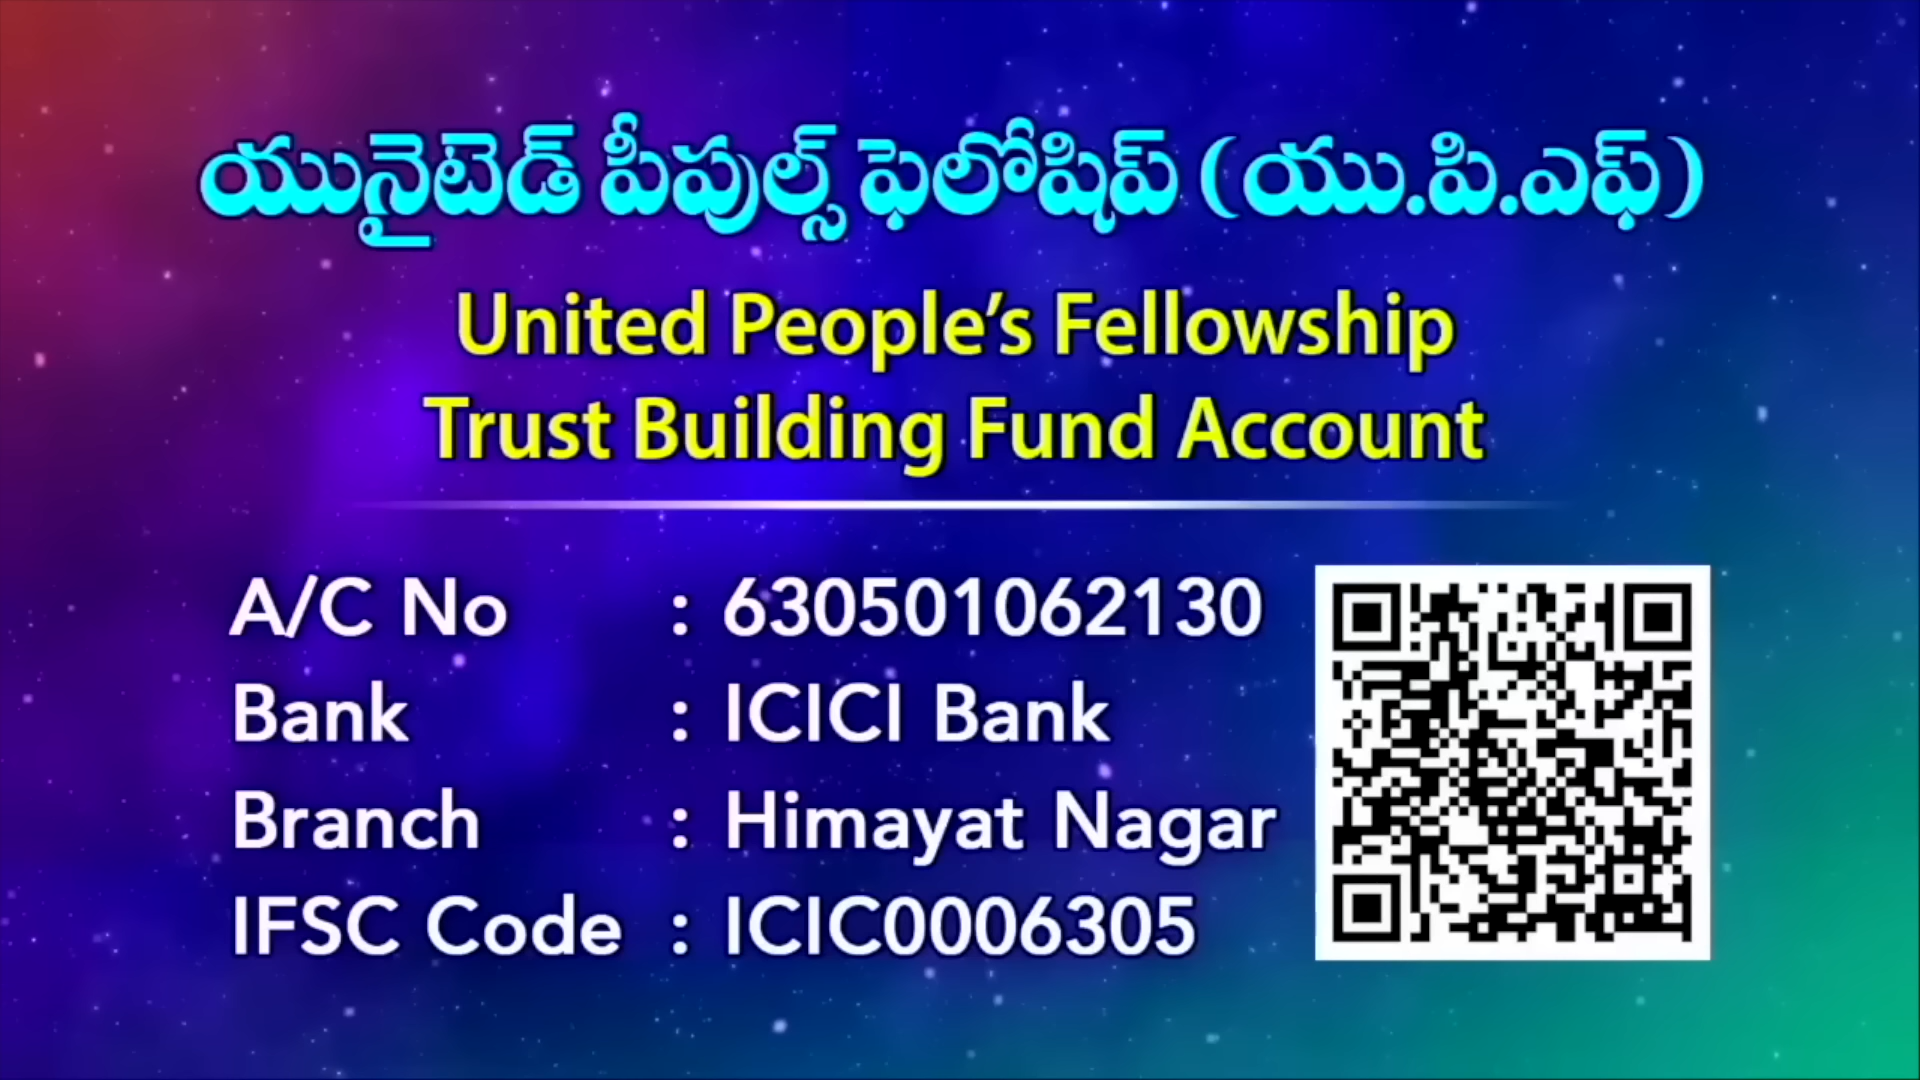 యునైటెడ్ పీపుల్స్ ఫెలోషిప్ (యు.పి.ఎఫ్)
United People’s Fellowship
Trust Building Fund Account
A/C No : 630501062130
Bank : ICICI Bank
Branch : Himayat Nagar
IFSC Code : ICIC0006305